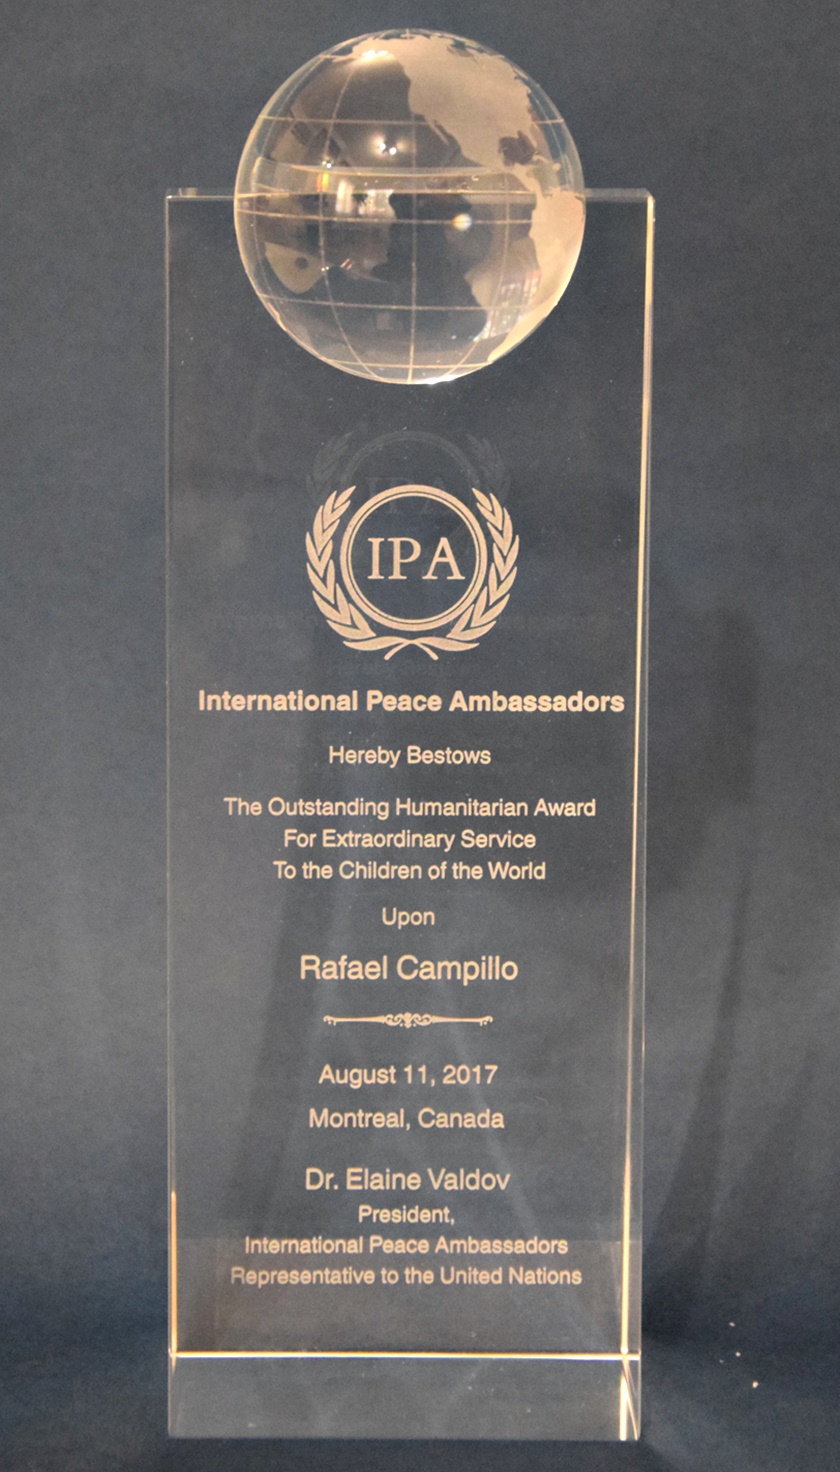 IPA
International Peace Ambassadors
Hereby Bestows
The Outstanding Humanitarian Award
For Extraordinary Service
To the Children of the World
Upon
Rafael Campillo
August 11, 2017
Montreal, Canada
Dr. Elaine Valdov
President,
International Peace Ambassadors
Representative to the United Nations